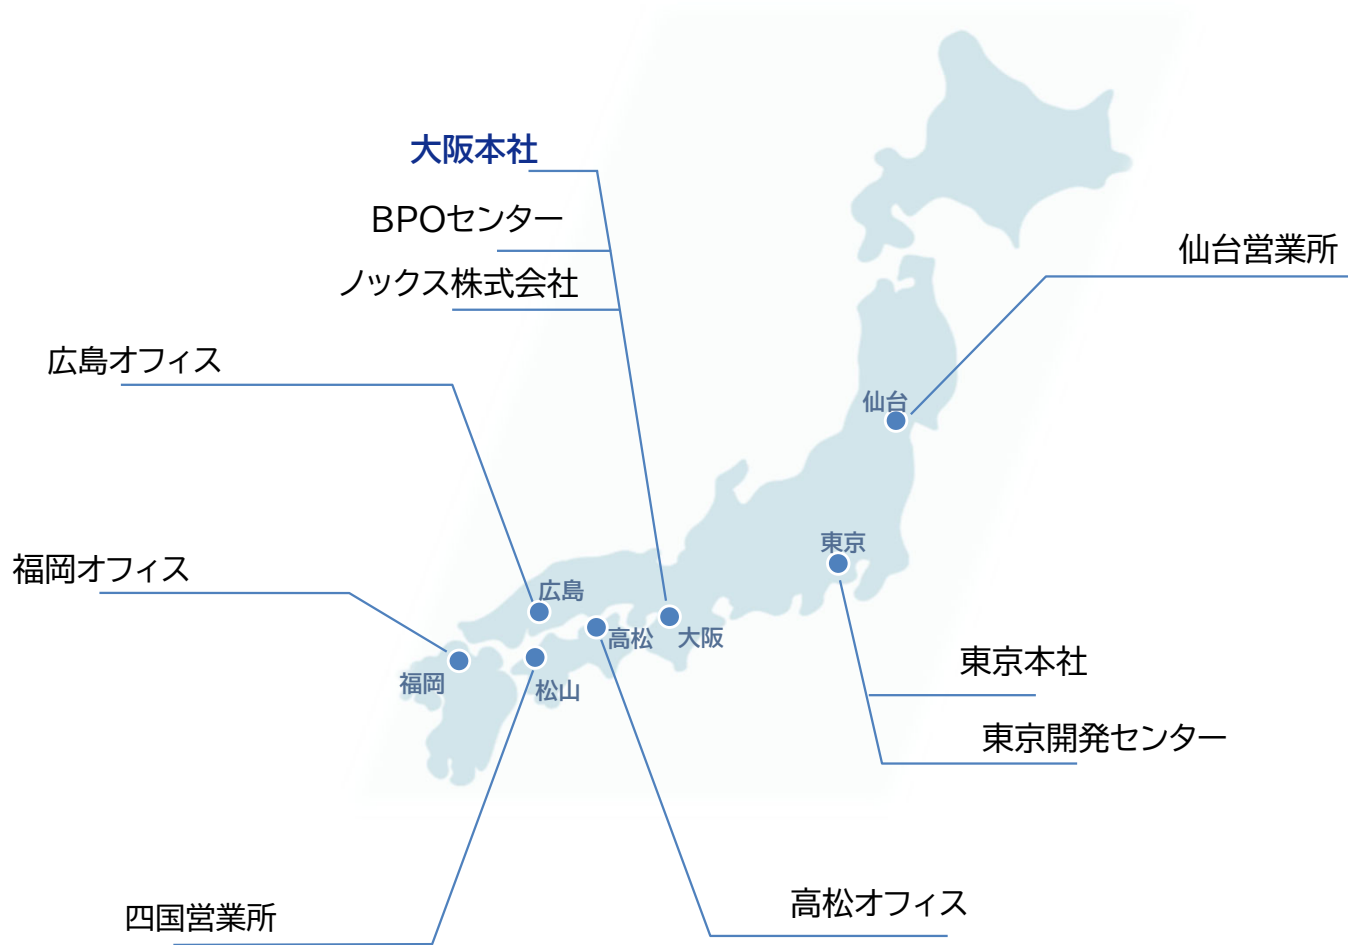 大阪本社
BPOセンター
ノックス株式会社
仙台営業所
広島オフィス
仙台
東京
福岡オフィス
広島
高松
大阪
福岡
松山
東京本社
東京開発センター
四国営業所
高松オフィス